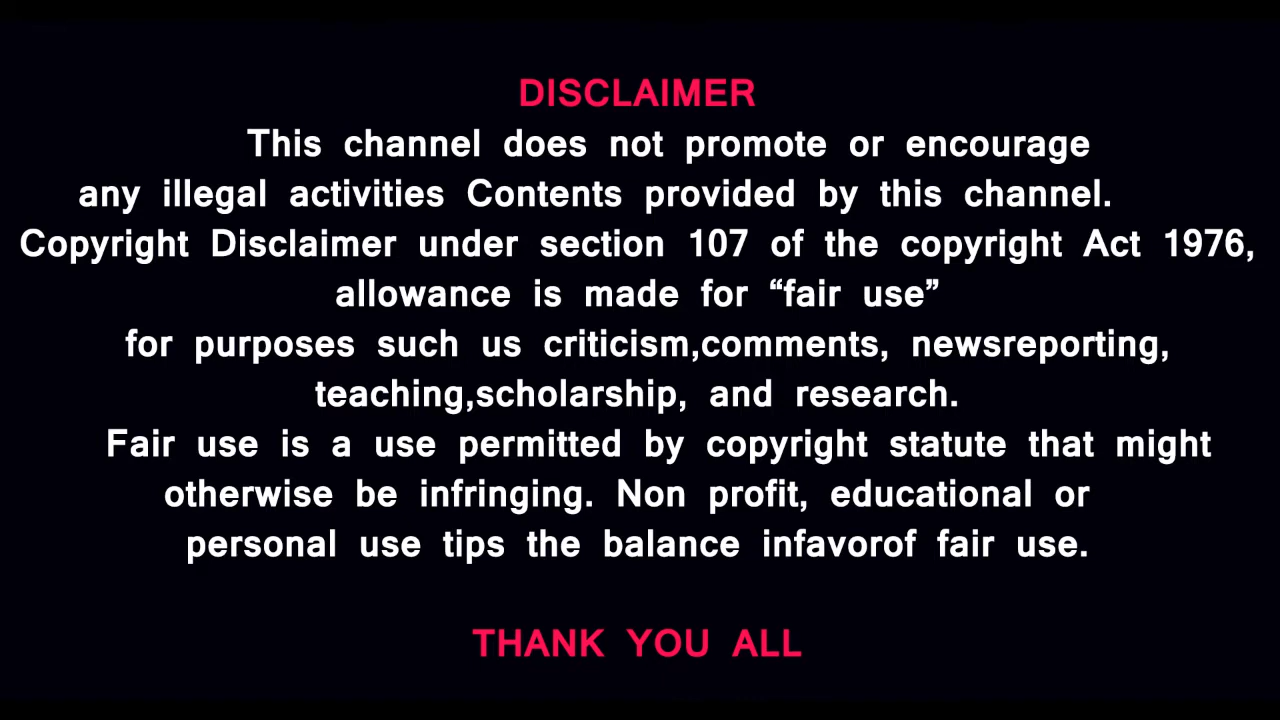 DISCLAIMER
This channel does not promote or encourage
any illegal activities Contents provided by this channel.
Copyright Disclaimer under section 107 of the copyright Act 1976,
allowance is made for “fair use”
for purposes such us criticism,comments, newsreporting,
teaching,scholarship, and research.
Fair use is a use permitted by copyright statute that might
otherwise be infringing. Non profit, educational or
personal use tips the balance infavorof fair use.
THANK YOU ALL